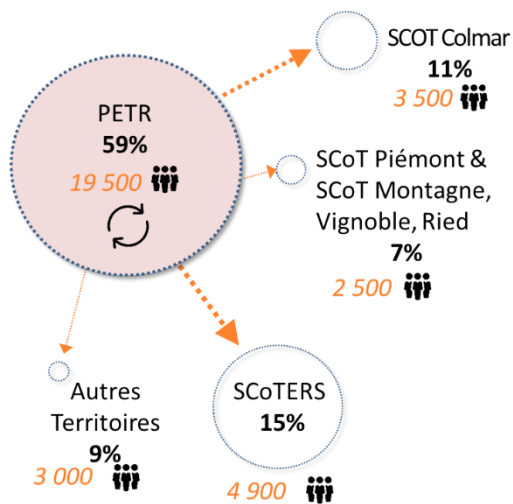 PETR
59%
19 500
SCOT Colmar
11%
3 500
SCoT Piémont &
SCoT Montagne,
Vignoble, Ried
7%
2 500
Autres
Territoires
9%
3 000
SCoTERS
15%
4 900